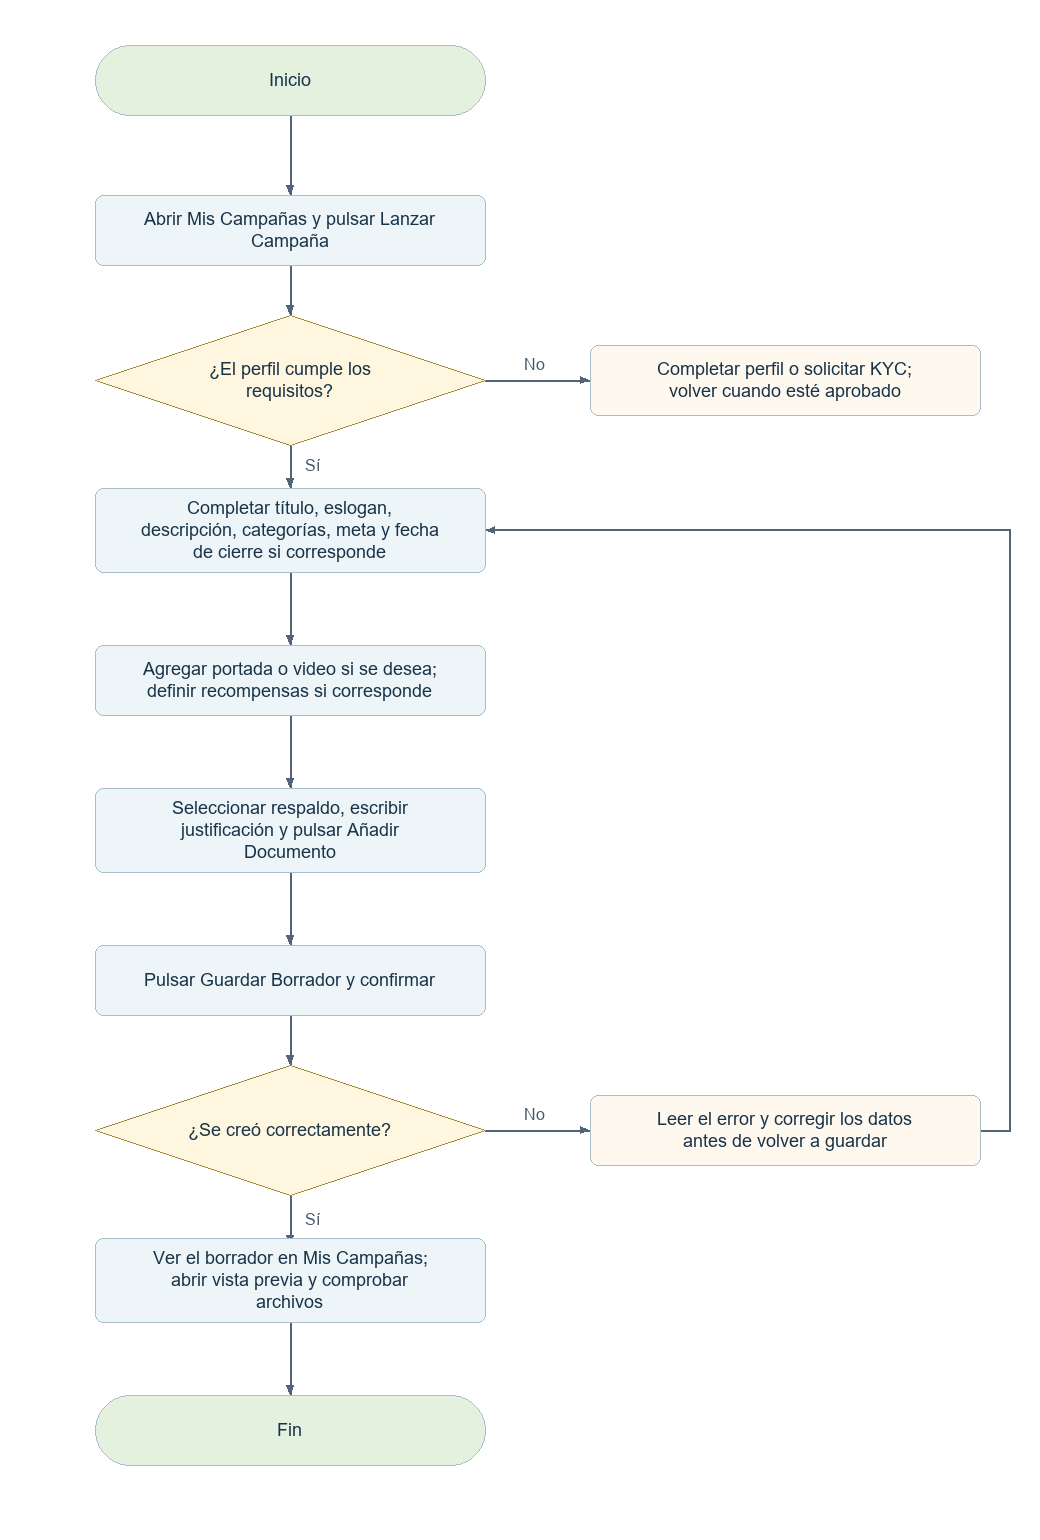 Inicio
Abrir Mis Campañas y pulsar Lanzar
Campaña
¿El perfil cumple los
requisitos?
No
Completar perfil o solicitar KYC;
volver cuando esté aprobado
Sí
Completar título, eslogan,
descripción, categorías, meta y fecha
de cierre si corresponde
Agregar portada o video si se desea;
definir recompensas si corresponde
Seleccionar respaldo, escribir
justificación y pulsar Añadir
Documento
Pulsar Guardar Borrador y confirmar
¿Se creó correctamente?
No
Leer el error y corregir los datos
antes de volver a guardar
Sí
Ver el borrador en Mis Campañas;
abrir vista previa y comprobar
archivos
Fin